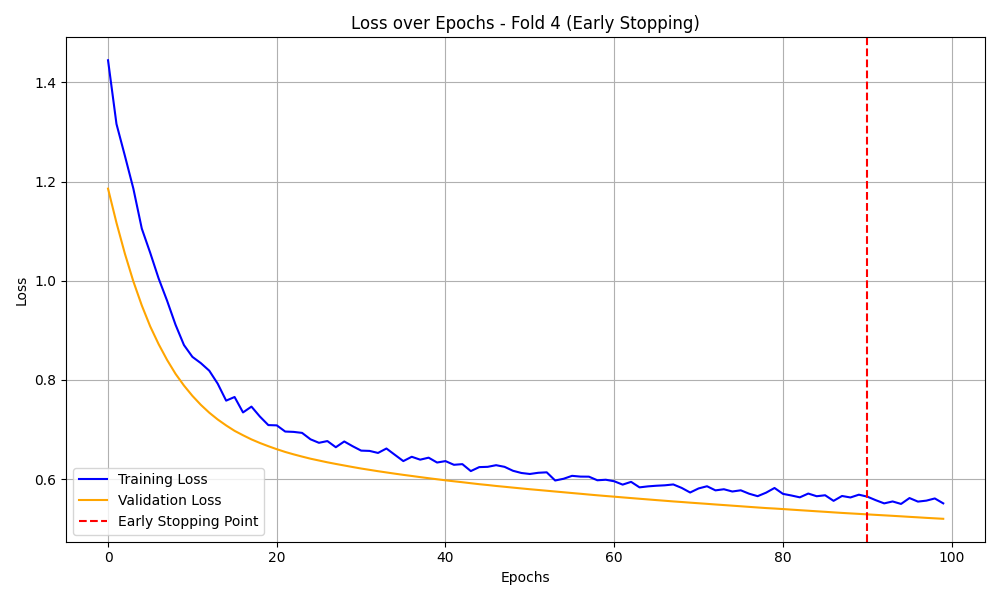 Loss over Epochs - Fold 4 (Early Stopping)
1.4
1.2
1.0
0.8
0.6
Loss
Training Loss
Validation Loss
Early Stopping Point
0 20 40 60 80 100
Epochs